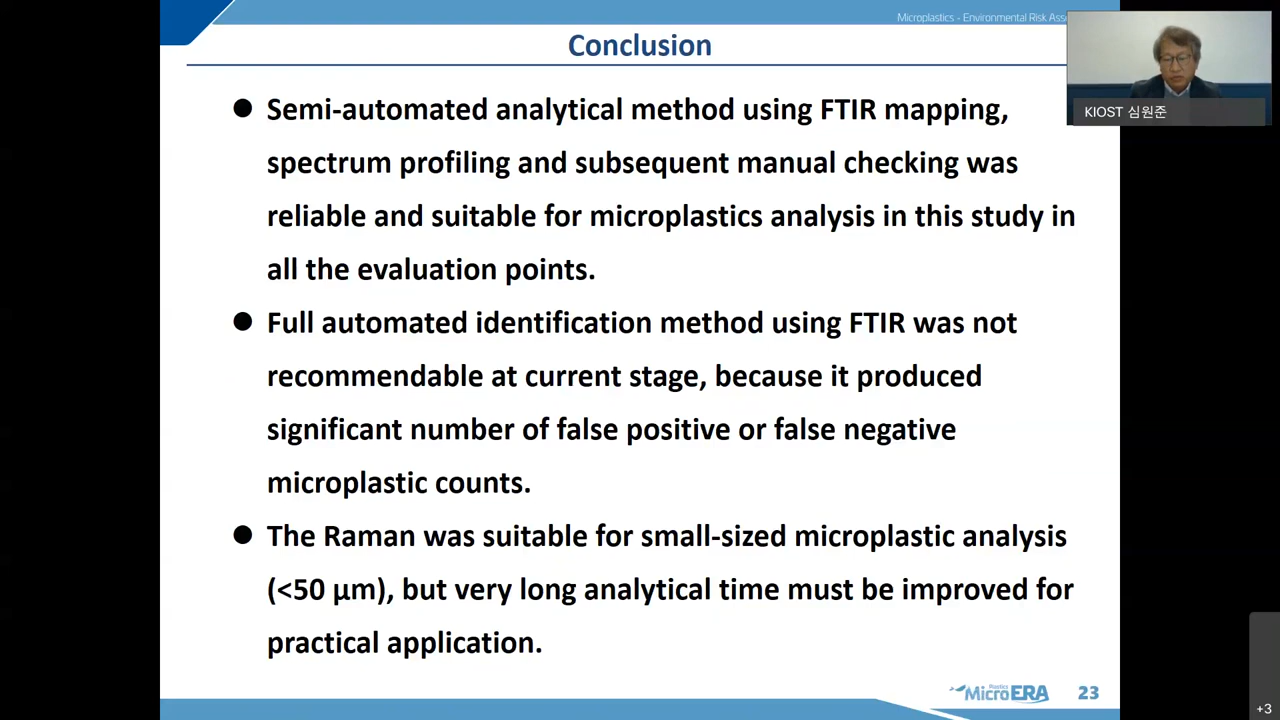 Microplastics - Environmental Risk Ass
Conclusion
KIOST 심원준
● Semi-automated analytical method using FTIR mapping,
spectrum profiling and subsequent manual checking was
reliable and suitable for microplastics analysis in this study in
all the evaluation points.
● Full automated identification method using FTIR was not
recommendable at current stage, because it produced
significant number of false positive or false negative
microplastic counts.
● The Raman was suitable for small-sized microplastic analysis
(<50 µm), but very long analytical time must be improved for
practical application.
Plastics
MicroERA
23
+3